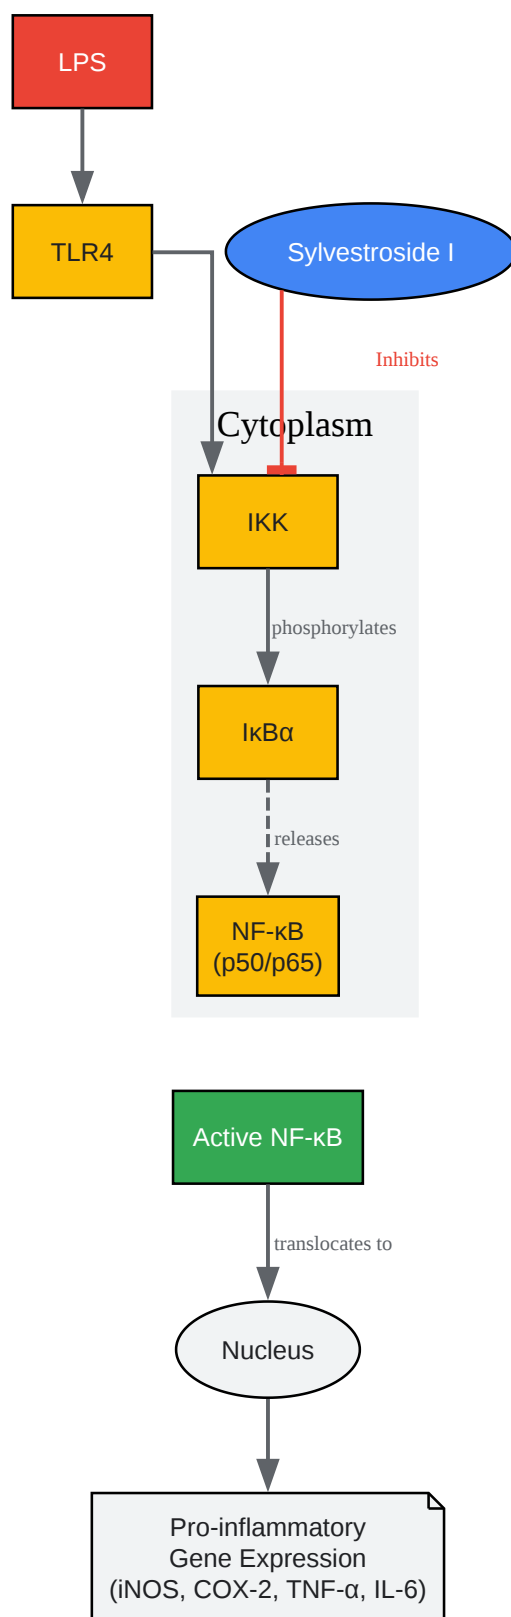 LPS
TLR4
Sylvestroside I
Inhibits
Cytoplasm
IKK
phosphorylates
IκBα
releases
NF-κB
(p50/p65)
Active NF-κB
translocates to
Nucleus
Pro-inflammatory
Gene Expression
(iNOS, COX-2, TNF-α, IL-6)